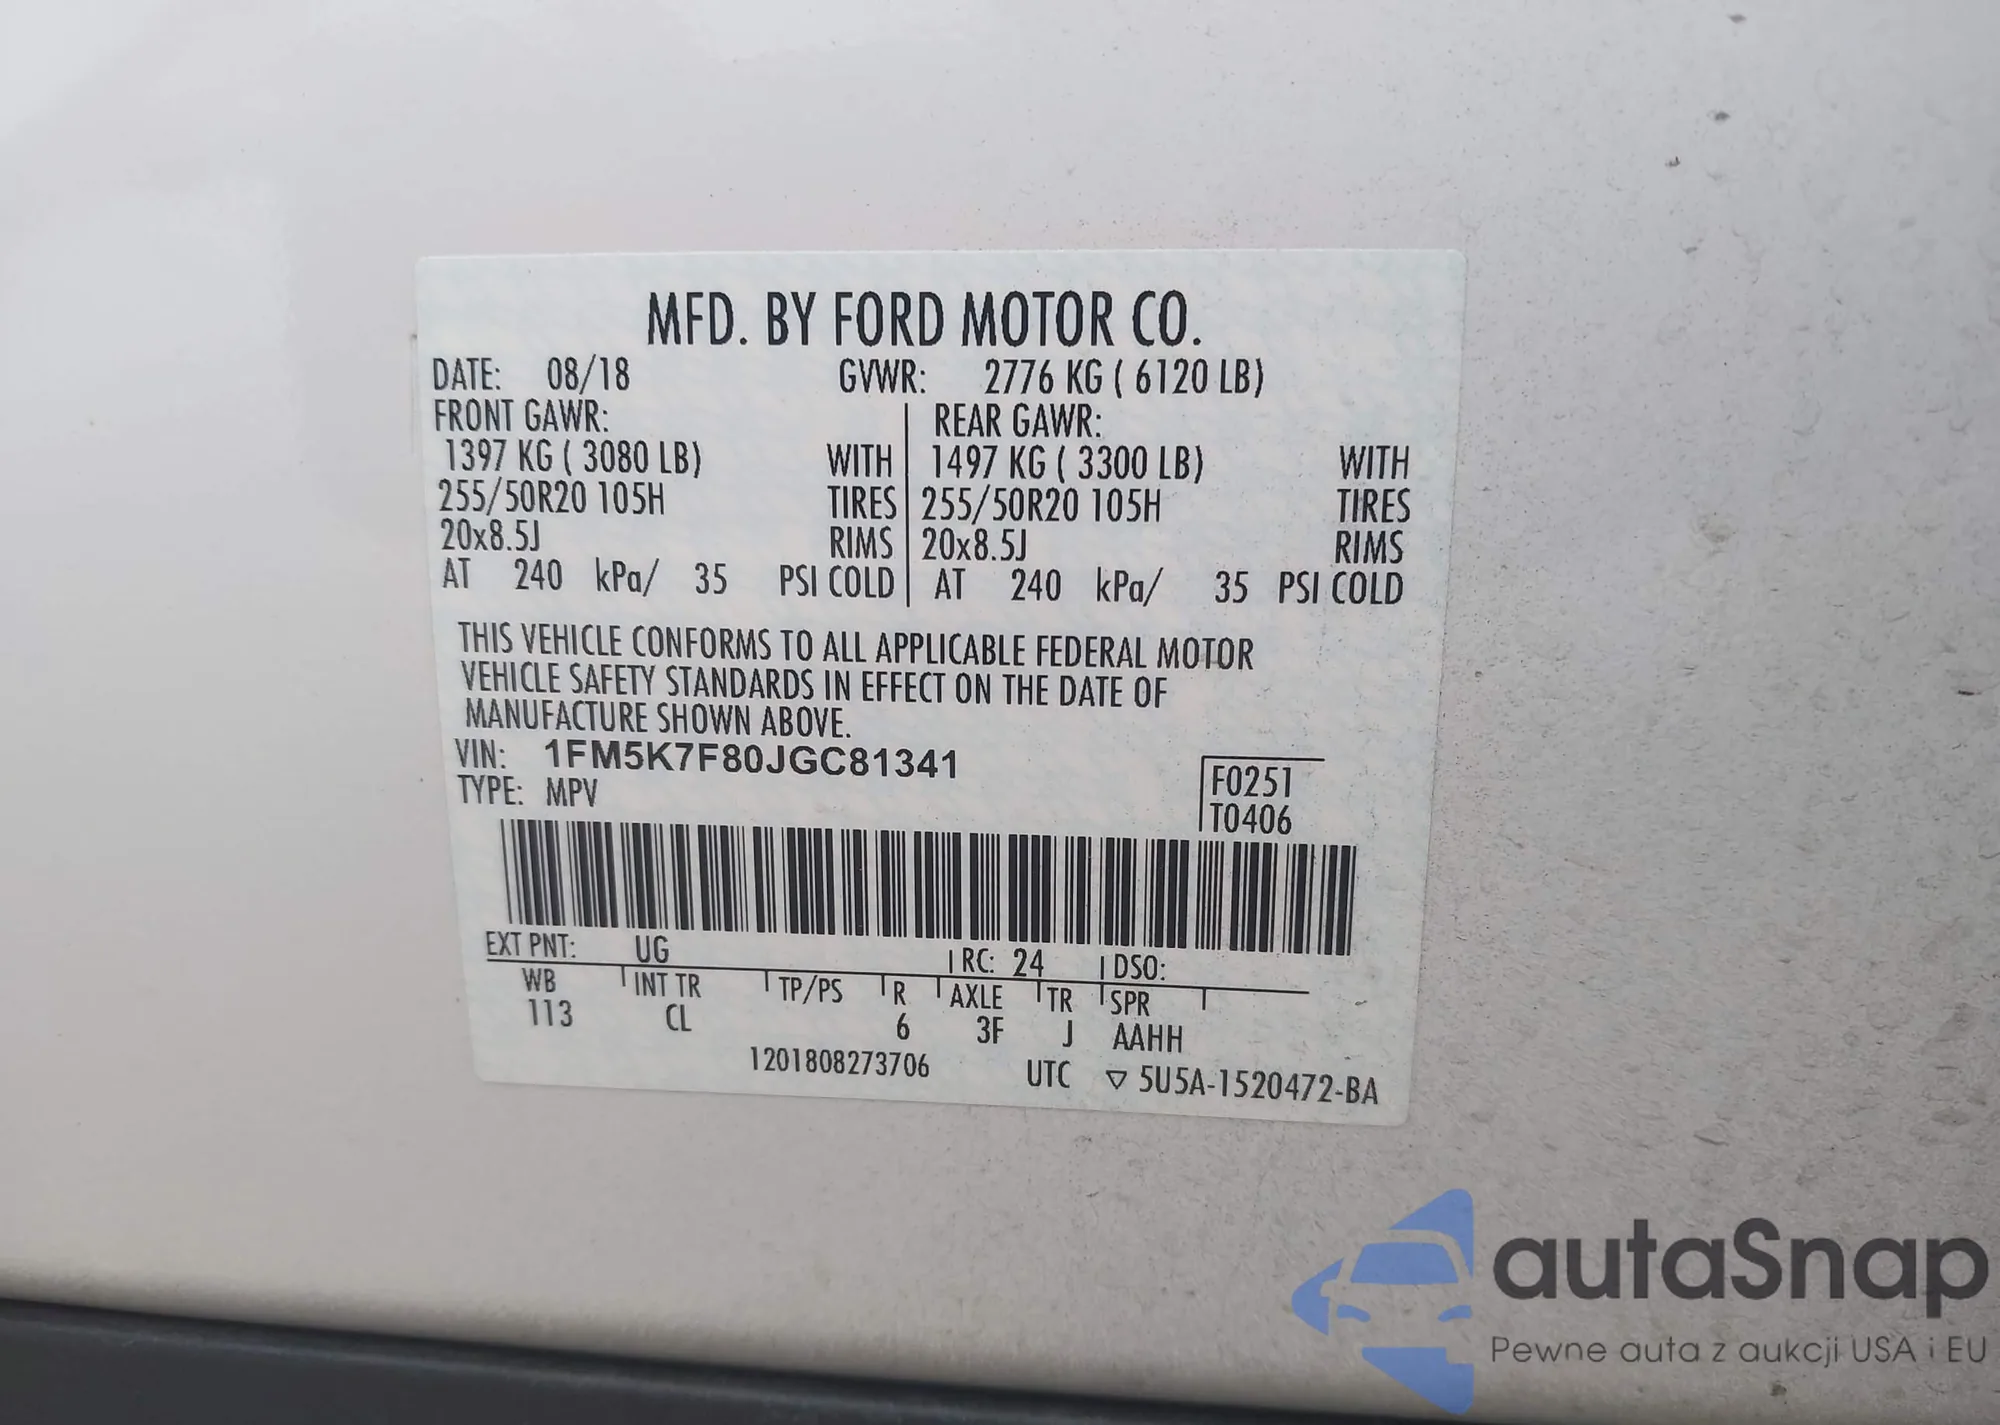 MFD. BY FORD MOTOR CO.
DATE: 08/18 GVWR: 2776 KG ( 6120 LB)
FRONT GAWR: REAR GAWR:
1397 KG ( 3080 LB) WITH 1497 KG ( 3300 LB) WITH
255/50R20 105H TIRES 255/50R20 105H TIRES
20x8.5J RIMS 20x8.5J RIMS
AT 240 kPa/ 35 PSI COLD AT 240 kPa/ 35 PSI COLD
THIS VEHICLE CONFORMS TO ALL APPLICABLE FEDERAL MOTOR
VEHICLE SAFETY STANDARDS IN EFFECT ON THE DATE OF
MANUFACTURE SHOWN ABOVE.
VIN: 1FM5K7F80JGC81341
TYPE: MPV
F0251
T0406
EXT PNT: UG RC: 24 DSO:
WB INT TR TP/PS R AXLE TR SPR
113 CL 6 3F J AAHH
1201808273706 UTC ▽ 5U5A-1520472-BA
autaSnap
Pewne auta z aukcji USA i EU